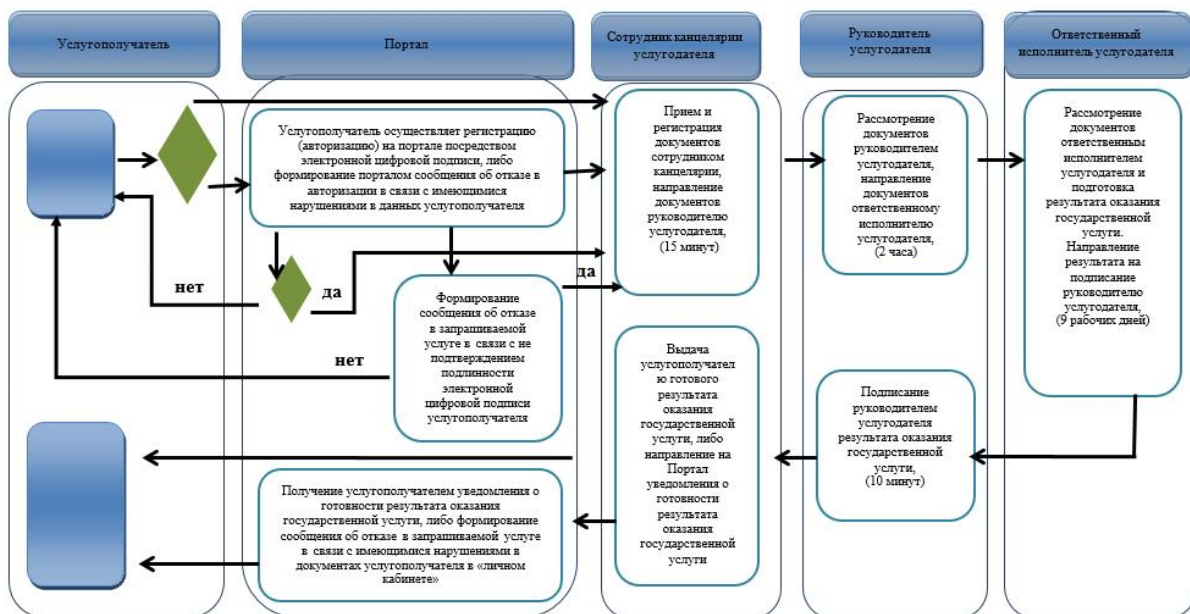 Услугополучатель
Портал
Сотрудник канцелярии
услугодателя
Руководитель
услугодателя
Ответственный
исполнитель услугодателя
Услугополучатель осуществляет регистрацию
(авторизацию) на портале посредством
электронной цифровой подписи, либо
формирование порталом сообщения об отказе в
авторизации в связи с имеющимися
нарушениями в данных услугополучателя
Прием и
регистрация
документов
сотрудником
канцелярии,
направление
документов
руководителю
услугодателя,
(15 минут)
Рассмотрение
документов
руководителем
услугодателя,
направление
документов
ответственному
исполнителю
услугодателя,
(2 часа)
Рассмотрение
документов
ответственным
исполнителем
услугодателя и
подготовка
результата оказания
государственной
услуги.
Направление
результата на
подписание
руководителю
услугодателя,
(9 рабочих дней)
нет
да
да
Формирование
сообщения об отказе
в запрашиваемой
услуге в связи с не
подтверждением
подлинности
электронной
цифровой подписи
услугополучателя
нет
Выдача
услугополучател
ю готового
результата
оказания
государственной
услуги, либо
направление на
Портал
уведомления о
готовности
результата
оказания
государственной
услуги
Подписание
руководителем
услугодателя
результата оказания
государственной
услуги,
(10 минут)
Получение услугополучателем уведомления о
готовности результата оказания
государственной услуги, либо формирование
сообщения об отказе в запрашиваемой услуге
в связи с имеющимися нарушениями в
документах услугополучателя в «личном
кабинете»